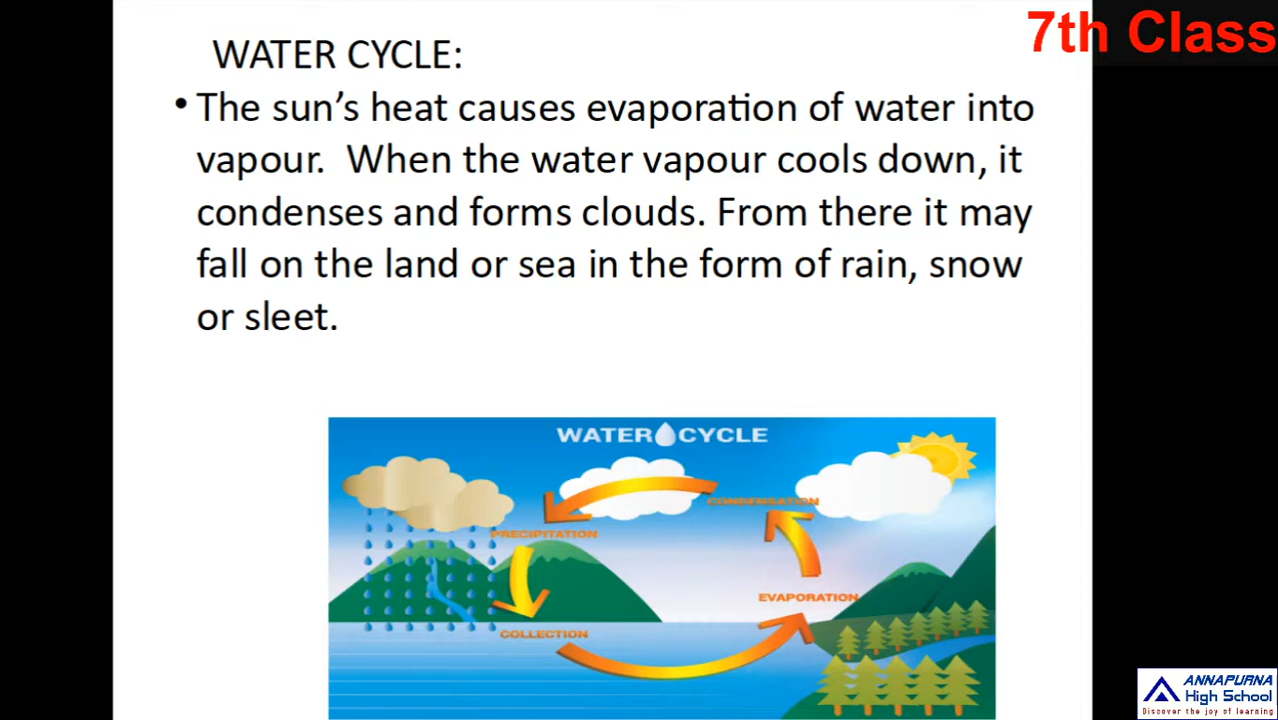 7th Class
WATER CYCLE:
• The sun’s heat causes evaporation of water into
vapour.  When the water vapour cools down, it
condenses and forms clouds. From there it may
fall on the land or sea in the form of rain, snow
or sleet.
WATER CYCLE
CONDENSATION
PRECIPITATION
EVAPORATION
COLLECTION
ANNAPURNA
High School
Discover the joy of learning